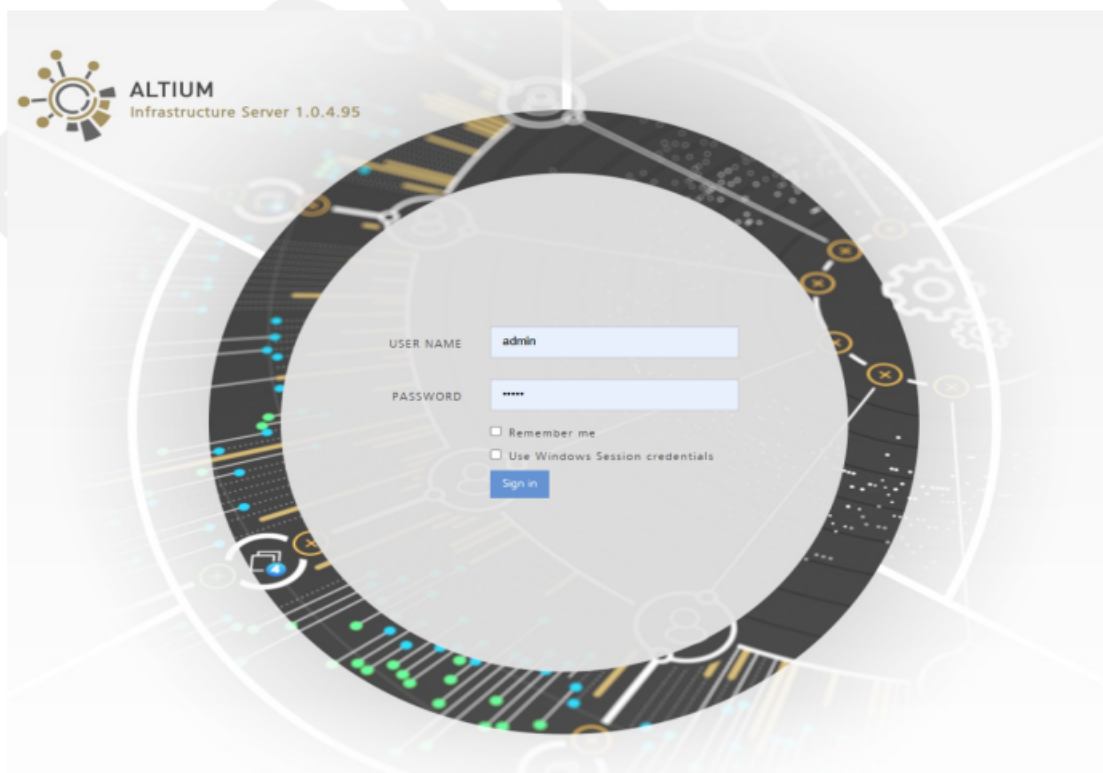 ALTIUM
Infrastructure Server 1.0.4.95
USER NAME
admin
PASSWORD
•••••
Remember me
Use Windows Session credentials
Sign in
4